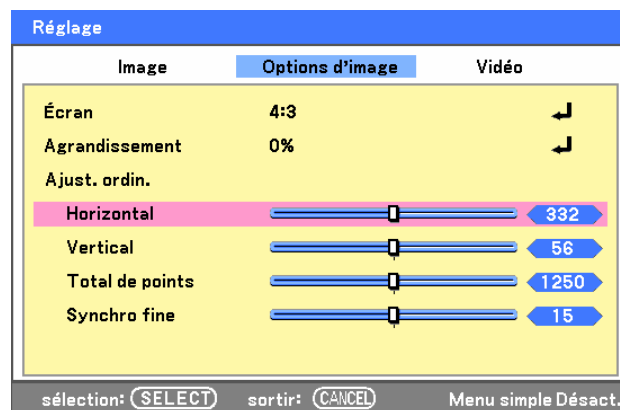 Réglage
Image Options d'image Vidéo
Écran 4:3
Agrandissement 0%
Ajust. ordin.
Horizontal 332
Vertical 56
Total de points 1250
Synchro fine 15
sélection: SELECT sortir: CANCEL Menu simple Désact.